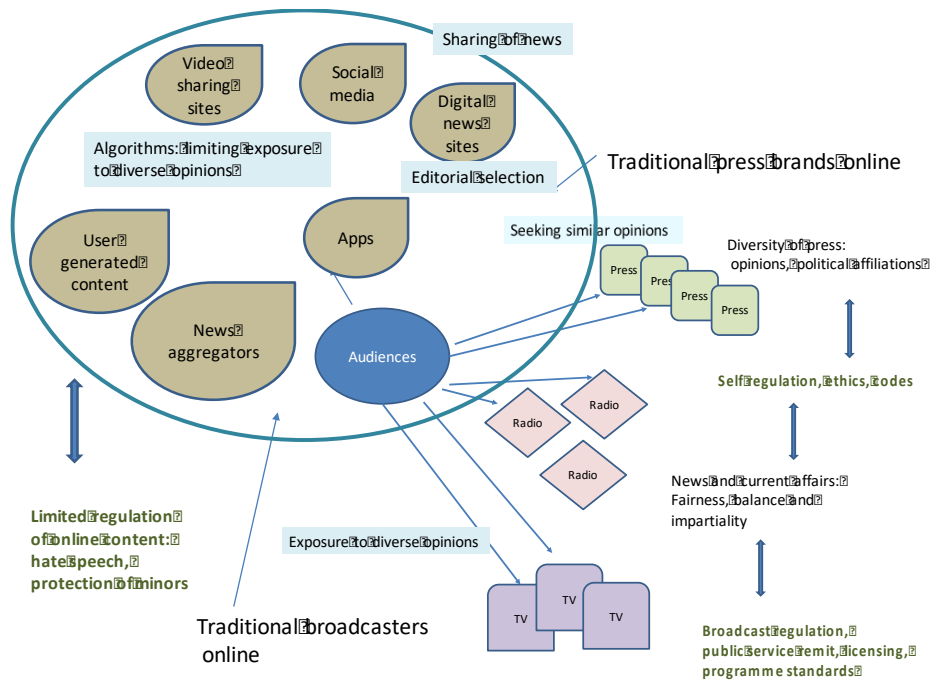 Sharing of news
Video
sharing
sites
Social
media
Digital
news
sites
Algorithms: limiting exposure
to diverse opinions
Editorial selection
Traditional press brands online
User
generated
content
Apps
Seeking similar opinions
Diversity of press:
opinions, political affiliations
Press
Press
Press
Press
News
aggregators
Audiences
Self regulation, ethics, codes
Radio
Radio
Radio
News and current affairs:
Fairness, balance and
impartiality
Limited regulation
of online content:
hate speech,
protection of minors
Exposure to diverse opinions
TV
TV
TV
Traditional broadcasters
online
Broadcast regulation,
public service remit, licensing,
programme standards